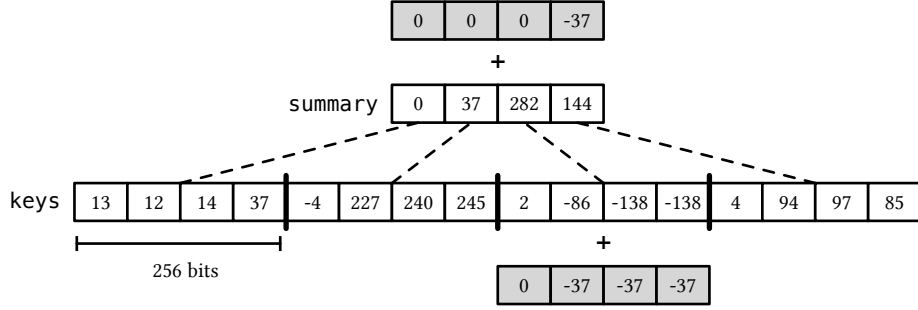 0 0 0 -37
+
summary 0 37 282 144
keys 13 12 14 37 -4 227 240 245 2 -86 -138 -138 4 94 97 85
+
256 bits
0 -37 -37 -37